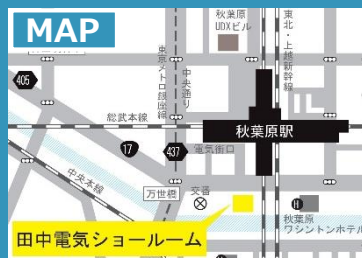 MAP
秋葉原
UDXビル
東北・上越新幹線
東京メトロ銀座線
中央通り
405
総武本線
秋葉原駅
17
437
電気街口
中央本線
万世橋
交番
H
秋葉原
ワシントンホテル
田中電気ショールーム